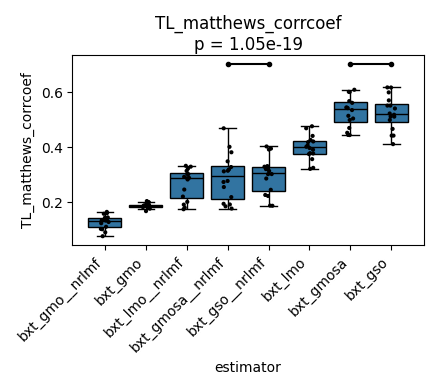 TL_matthews_corrcoef
p = 1.05e-19
TL_matthews_corrcoef
0.6
0.4
0.2
bxt_gmo__nrlmf
bxt_gmo
bxt_lmo__nrlmf
bxt_gmosa__nrlmf
bxt_gso__nrlmf
bxt_lmo
bxt_gmosa
bxt_gso
estimator